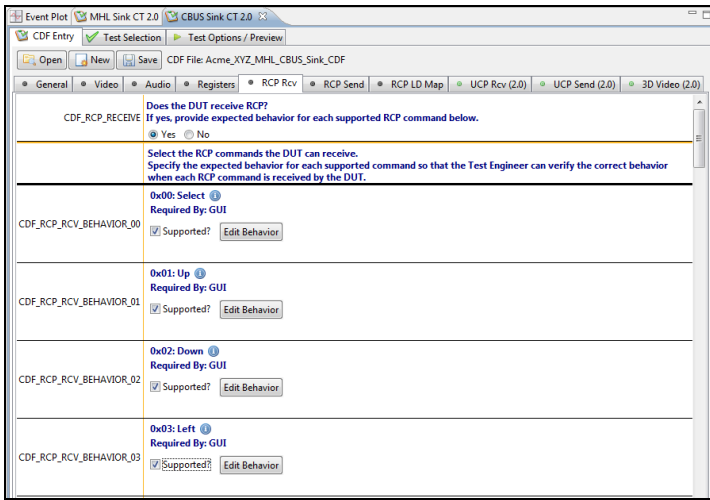 Event Plot MHL Sink CT 2.0 CBUS Sink CT 2.0
CDF Entry Test Selection Test Options / Preview
Open New Save CDF File: Acme_XYZ_MHL_CBUS_Sink_CDF
General Video Audio Registers RCP Rcv RCP Send RCP LD Map UCP Rcv (2.0) UCP Send (2.0) 3D Video (2.0)
Does the DUT receive RCP?
CDF_RCP_RECEIVE If yes, provide expected behavior for each supported RCP command below.
Yes No
Select the RCP commands the DUT can receive.
Specify the expected behavior for each supported command so that the Test Engineer can verify the correct behavior
when each RCP command is received by the DUT.
0x00: Select
Required By: GUI
CDF_RCP_RCV_BEHAVIOR_00 Supported? Edit Behavior
0x01: Up
Required By: GUI
CDF_RCP_RCV_BEHAVIOR_01 Supported? Edit Behavior
0x02: Down
Required By: GUI
CDF_RCP_RCV_BEHAVIOR_02 Supported? Edit Behavior
0x03: Left
Required By: GUI
CDF_RCP_RCV_BEHAVIOR_03 Supported? Edit Behavior